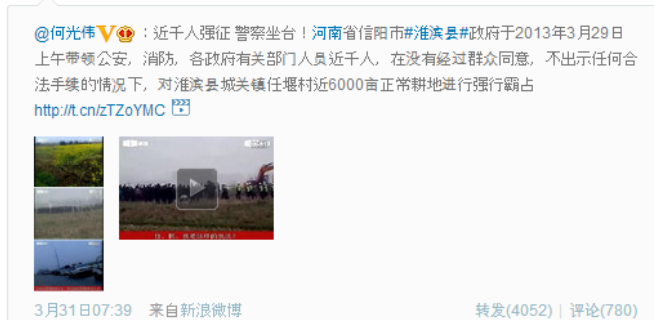 @何光伟V：近千人强征 警察坐台！河南省信阳市#淮滨县#政府于2013年3月29日
上午带领公安，消防，各政府有关部门人员近千人，在没有经过群众同意，不出示任何合
法手续的情况下，对淮滨县城关镇任堰村近6000亩正常耕地进行强行霸占
http://t.cn/zTZoYMC
3月31日07:39 来自新浪微博
转发(4052) | 评论(780)